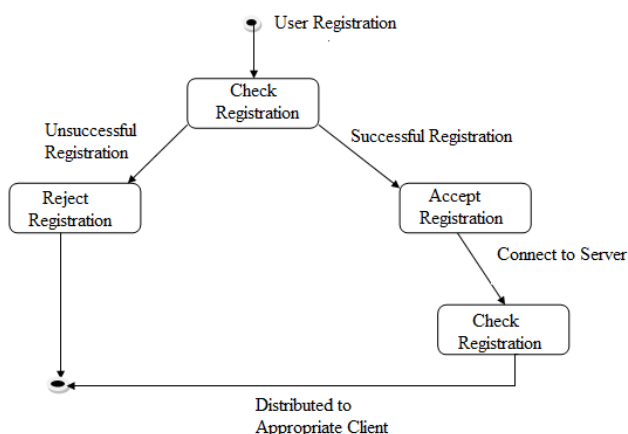 User Registration
Check
Registration
Unsuccessful
Registration
Successful Registration
Reject
Registration
Accept
Registration
Connect to Server
Check
Registration
Distributed to
Appropriate Client